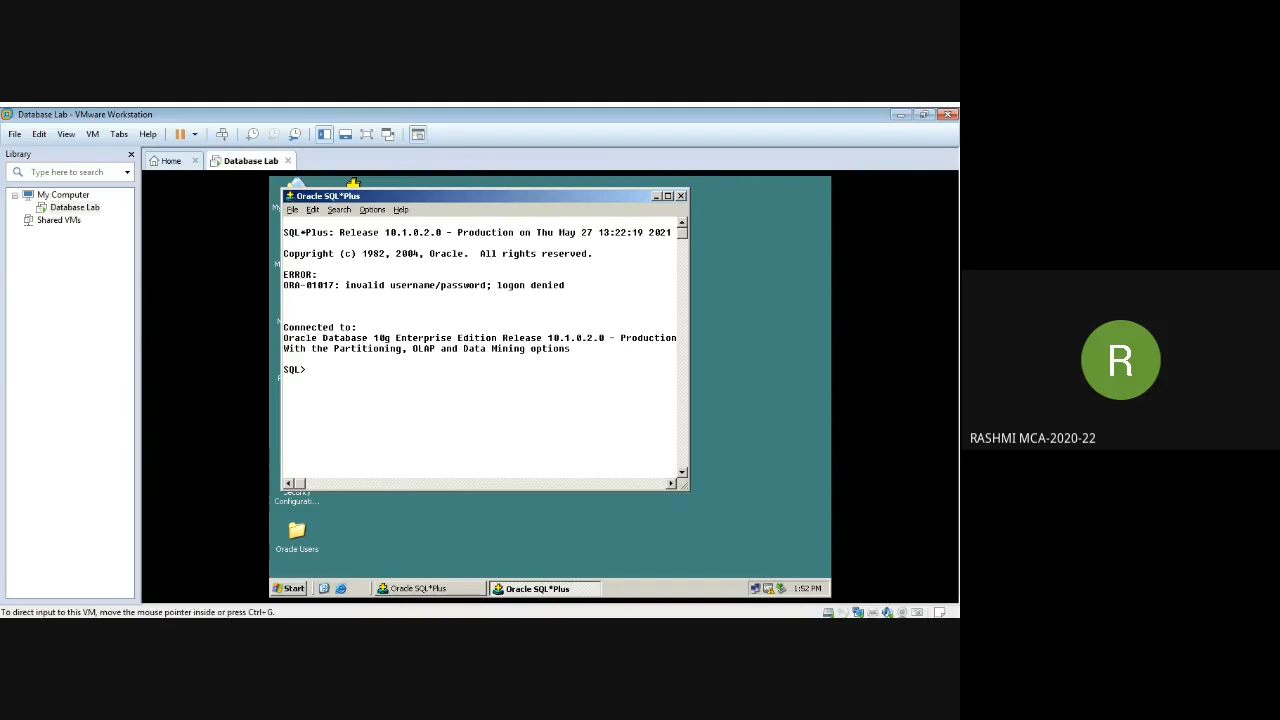 Database Lab - VMware Workstation
File Edit View VM Tabs Help
Library
Type here to search
My Computer
Database Lab
Shared VMs
Home
Database Lab
Oracle SQL*Plus
File Edit Search Options Help
SQL*Plus: Release 10.1.0.2.0 - Production on Thu May 27 13:22:19 2021
Copyright (c) 1982, 2004, Oracle. All rights reserved.
ERROR:
ORA-01017: invalid username/password; logon denied
Connected to:
Oracle Database 10g Enterprise Edition Release 10.1.0.2.0 - Production
With the Partitioning, OLAP and Data Mining options
SQL>
Configurati...
Oracle Users
Start
Oracle SQL*Plus
Oracle SQL*Plus
1:52 PM
To direct input to this VM, move the mouse pointer inside or press Ctrl+G.
R
RASHMI MCA-2020-22